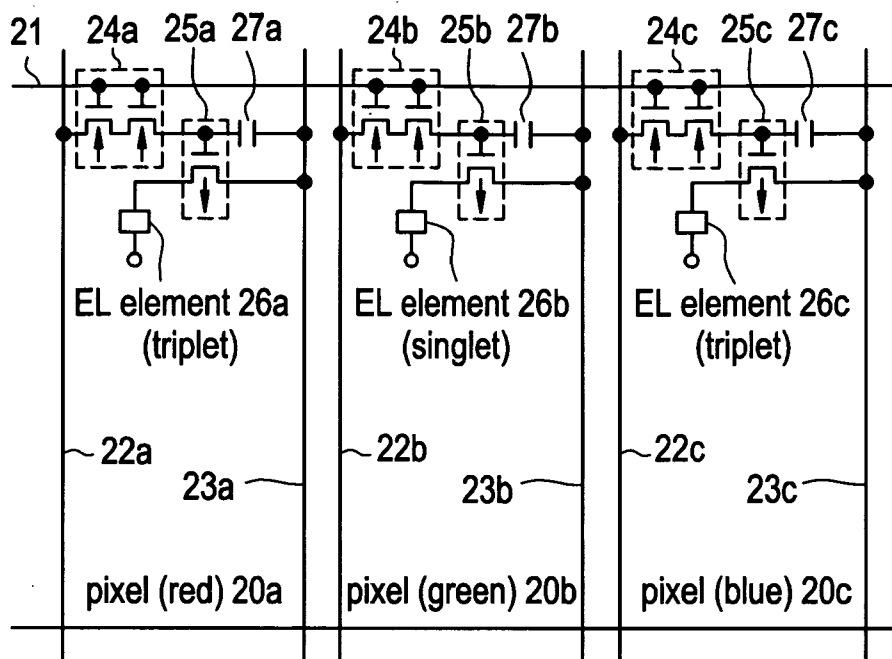 21 24a 25a 27a 24b 25b 27b 24c 25c 27c
EL element 26a
(triplet)
EL element 26b
(singlet)
EL element 26c
(triplet)
22a 22b 22c
23a 23b 23c
pixel (red) 20a pixel (green) 20b pixel (blue) 20c